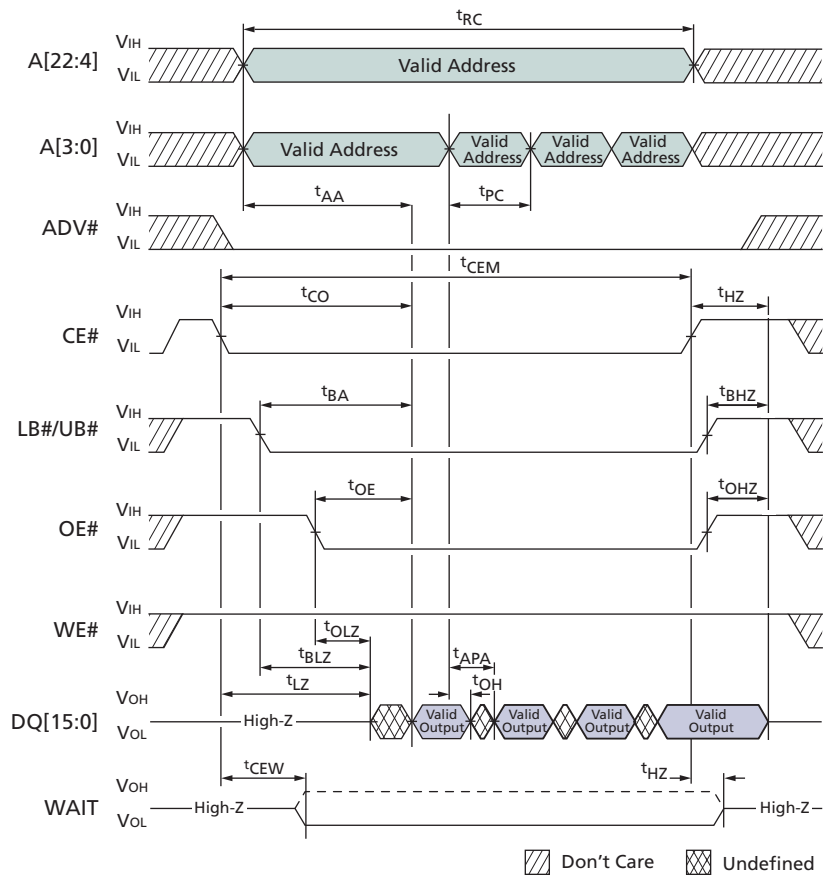 tRC
VIH
A[22:4]
VIL
Valid Address
VIH
A[3:0]
VIL
Valid Address
Valid Address
Valid Address
Valid Address
tAA
tPC
VIH
ADV#
VIL
tCEM
tCO
tHZ
VIH
CE#
VIL
tBA
tBHZ
VIH
LB#/UB#
VIL
tOE
tOHZ
VIH
OE#
VIL
VIH
WE#
VIL
tOLZ
tBLZ
tAPA
tLZ
tOH
VOH
DQ[15:0]
VOL
High-Z
Valid Output
Valid Output
Valid Output
Valid Output
tCEW
tHZ
VOH
WAIT
VOL
High-Z
High-Z
Don't Care
Undefined